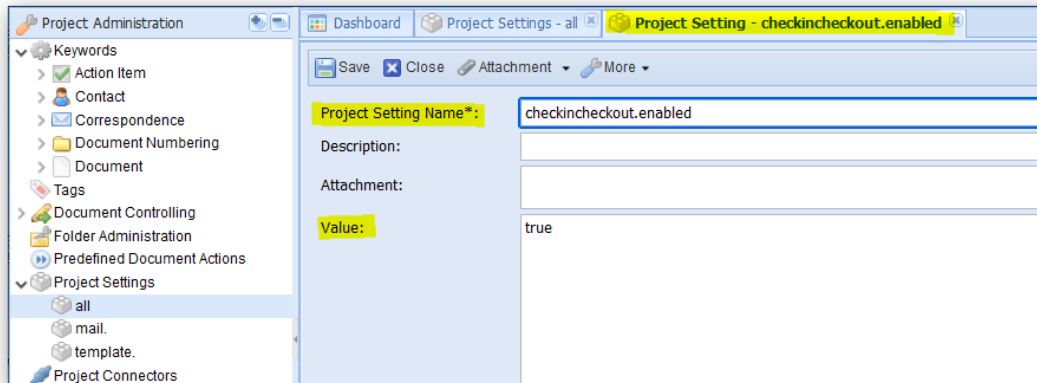 Project Administration
Keywords
Action Item
Contact
Correspondence
Document Numbering
Document
Tags
Document Controlling
Folder Administration
Predefined Document Actions
Project Settings
all
mail.
template.
Project Connectors
Dashboard
Project Settings - all
Project Setting - checkincheckout.enabled
Save Close Attachment More
Project Setting Name*: checkincheckout.enabled
Description:
Attachment:
Value: true